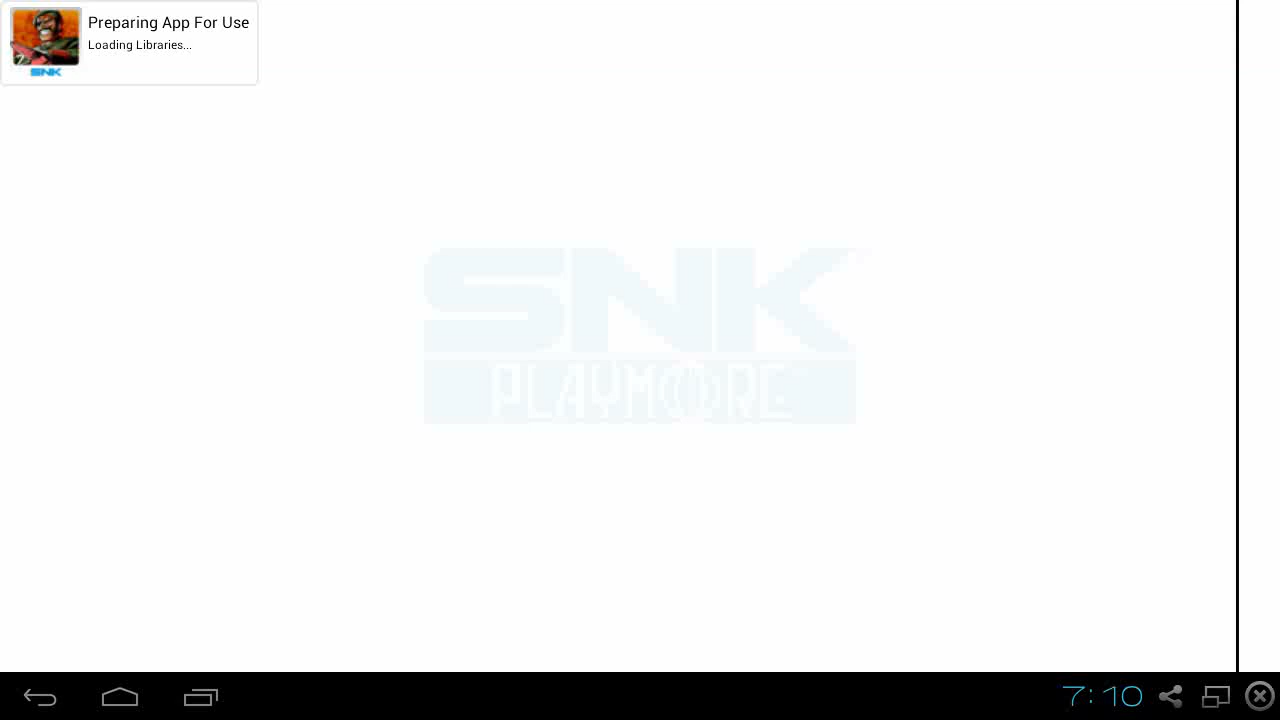 Preparing App For Use
Loading Libraries...
SNK
SNK
PLAYMORE
7:10